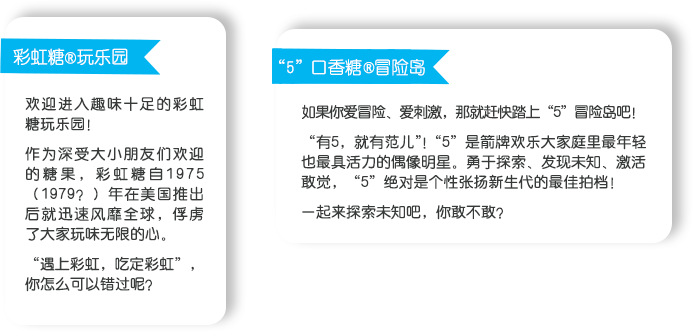 彩虹糖®玩乐园
欢迎进入趣味十足的彩虹
糖玩乐园！
作为深受大小朋友们欢迎
的糖果，彩虹糖自1975
（1979？）年在美国推出
后就迅速风靡全球，俘虏
了大家玩味无限的心。
“遇上彩虹，吃定彩虹”，
你怎么可以错过呢？
“5”口香糖®冒险岛
如果你爱冒险、爱刺激，那就赶快踏上“5”冒险岛吧！
“有5，就有范儿”！“5”是箭牌欢乐大家庭里最年轻
也最具活力的偶像明星。勇于探索、发现未知、激活
敢觉，“5”绝对是个性张扬新生代的最佳拍档！
一起来探索未知吧，你敢不敢？